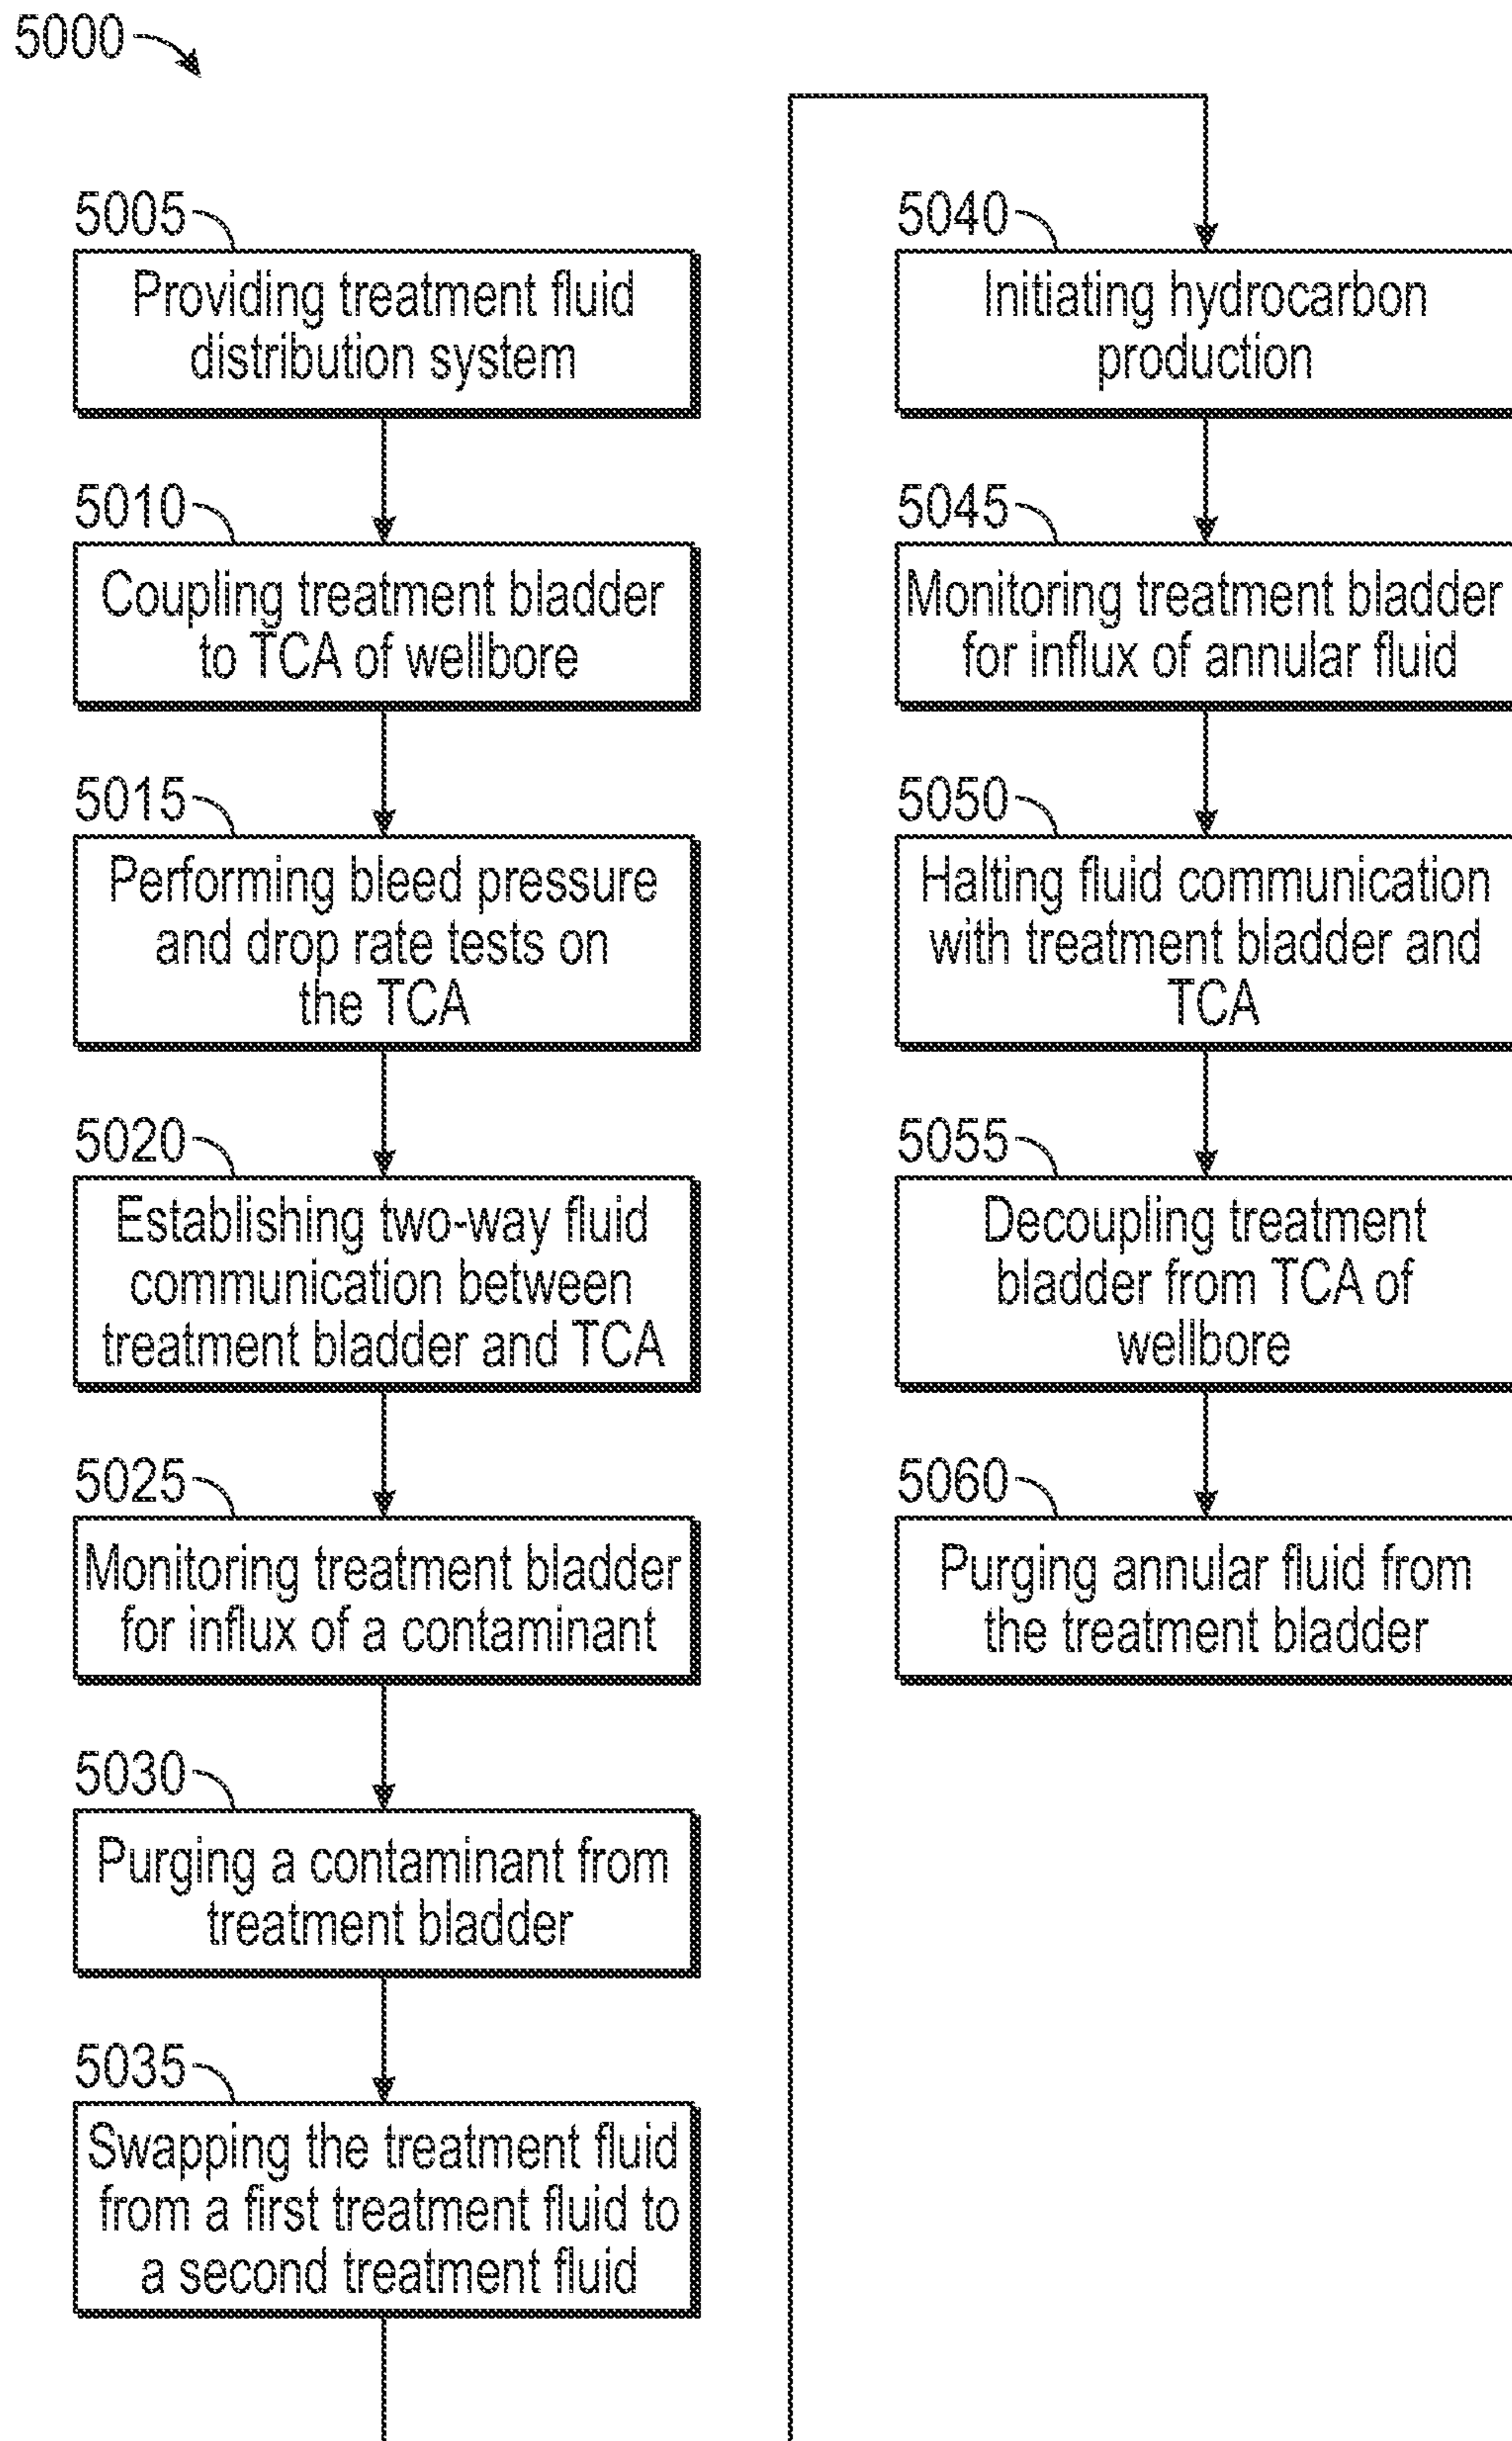 5000
5005
Providing treatment fluid
distribution system
5010
Coupling treatment bladder
to TCA of wellbore
5015
Performing bleed pressure
and drop rate tests on
the TCA
5020
Establishing two-way fluid
communication between
treatment bladder and TCA
5025
Monitoring treatment bladder
for influx of a contaminant
5030
Purging a contaminant from
treatment bladder
5035
Swapping the treatment fluid
from a first treatment fluid to
a second treatment fluid
5040
Initiating hydrocarbon
production
5045
Monitoring treatment bladder
for influx of annular fluid
5050
Halting fluid communication
with treatment bladder and
TCA
5055
Decoupling treatment
bladder from TCA of
wellbore
5060
Purging annular fluid from
the treatment bladder